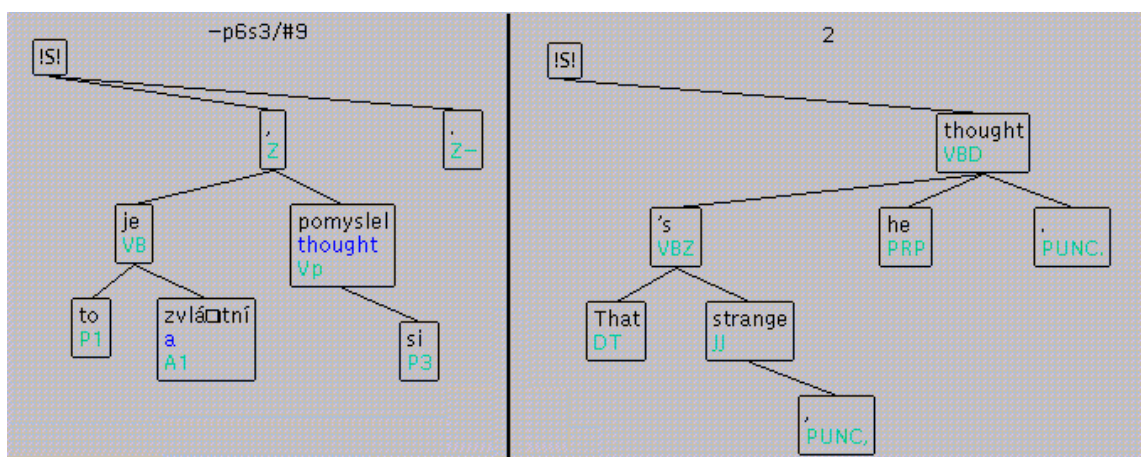 -p6s3/#9
!S!
,
Z
.
Z-
je
VB
pomyslel
thought
Vp
to
P1
zvlá□tní
a
A1
si
P3
2
!S!
thought
VBD
's
VBZ
he
PRP
.
PUNC.
That
DT
strange
JJ
,
PUNC,